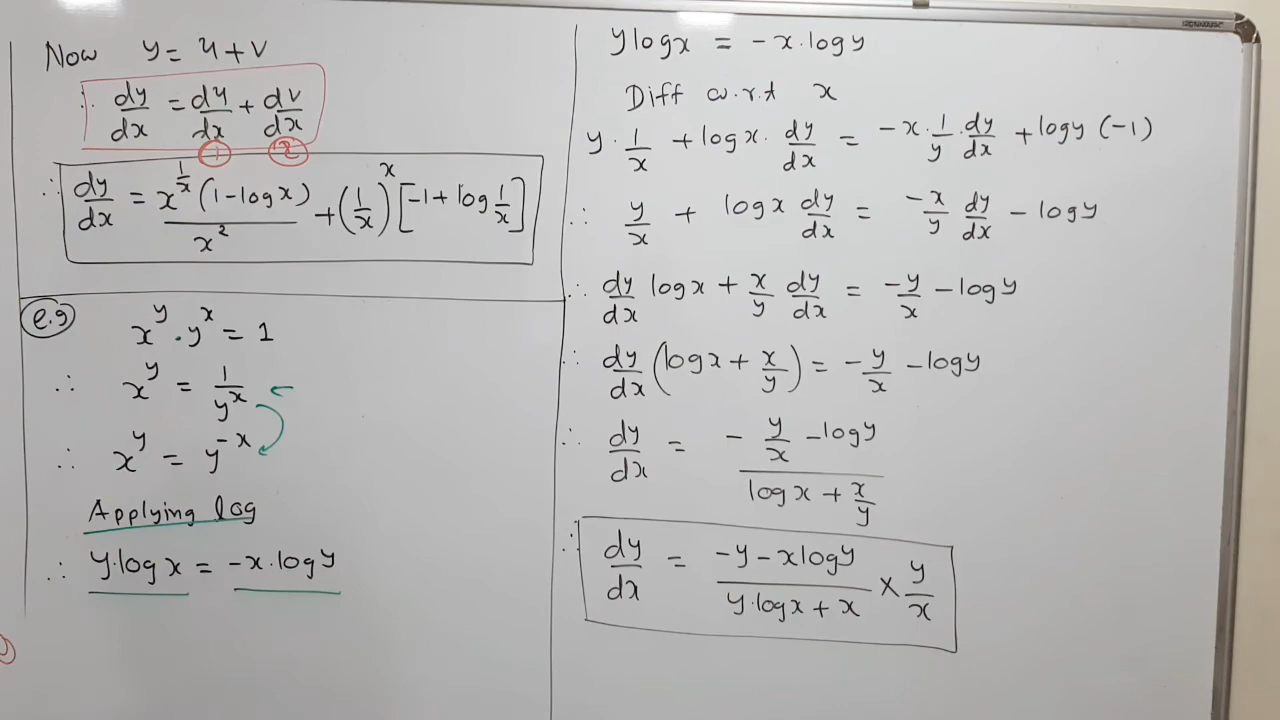 Now y = u + v
∴ dy/dx = du/dx + dv/dx
① ②
∴ dy/dx = x^(1/x) (1 - log x) / x^2 + (1/x)^x [-1 + log 1/x]
e.g
x^y . y^x = 1
∴ x^y = 1/y^x
∴ x^y = y^-x
Applying log
∴ y.log x = -x.log y
y log x = -x.log y
Diff w.r.t x
y. 1/x + log x. dy/dx = -x. 1/y . dy/dx + log y (-1)
∴ y/x + log x dy/dx = -x/y dy/dx - log y
∴ dy/dx log x + x/y dy/dx = -y/x - log y
∴ dy/dx (log x + x/y) = -y/x - log y
∴ dy/dx = (-y/x - log y) / (log x + x/y)
∴ dy/dx = (-y - x log y) / (y.log x + x) × y/x